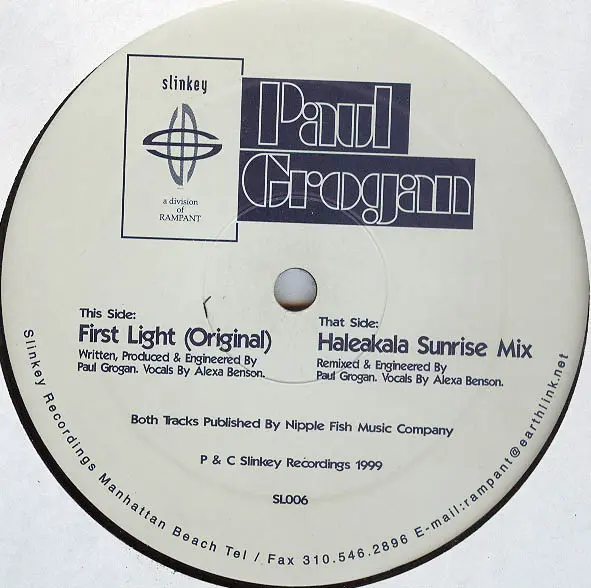 slinkey
a division
of
RAMPANT
Paul
Grogan
This Side:
First Light (Original)
Written, Produced & Engineered By
Paul Grogan. Vocals By Alexa Benson.
That Side:
Haleakala Sunrise Mix
Remixed & Engineered By
Paul Grogan. Vocals By Alexa Benson.
Both Tracks Published By Nipple Fish Music Company
P & C Slinkey Recordings 1999
SL006
Slinkey Recordings Manhattan Beach Tel / Fax 310.546.2896 E-mail:rampant@earthlink.net